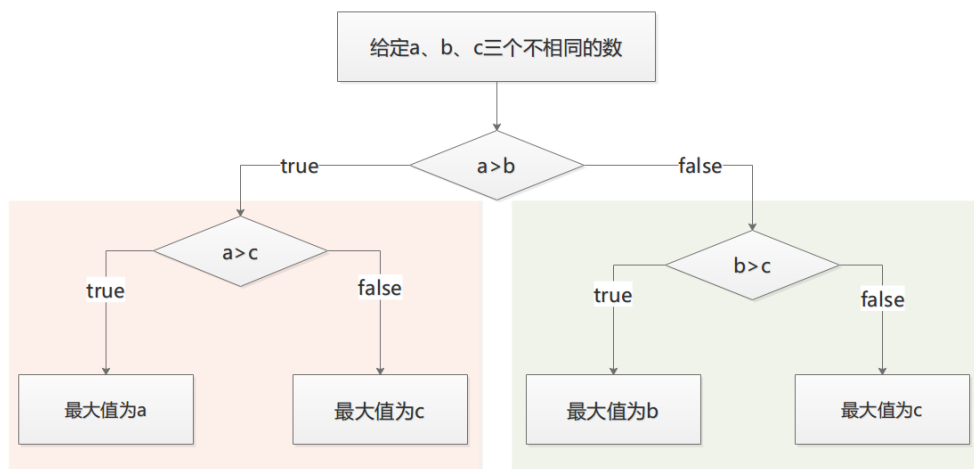 给定a、b、c三个不相同的数
a>b
true
false
a>c
b>c
true
false
true
false
最大值为a
最大值为c
最大值为b
最大值为c